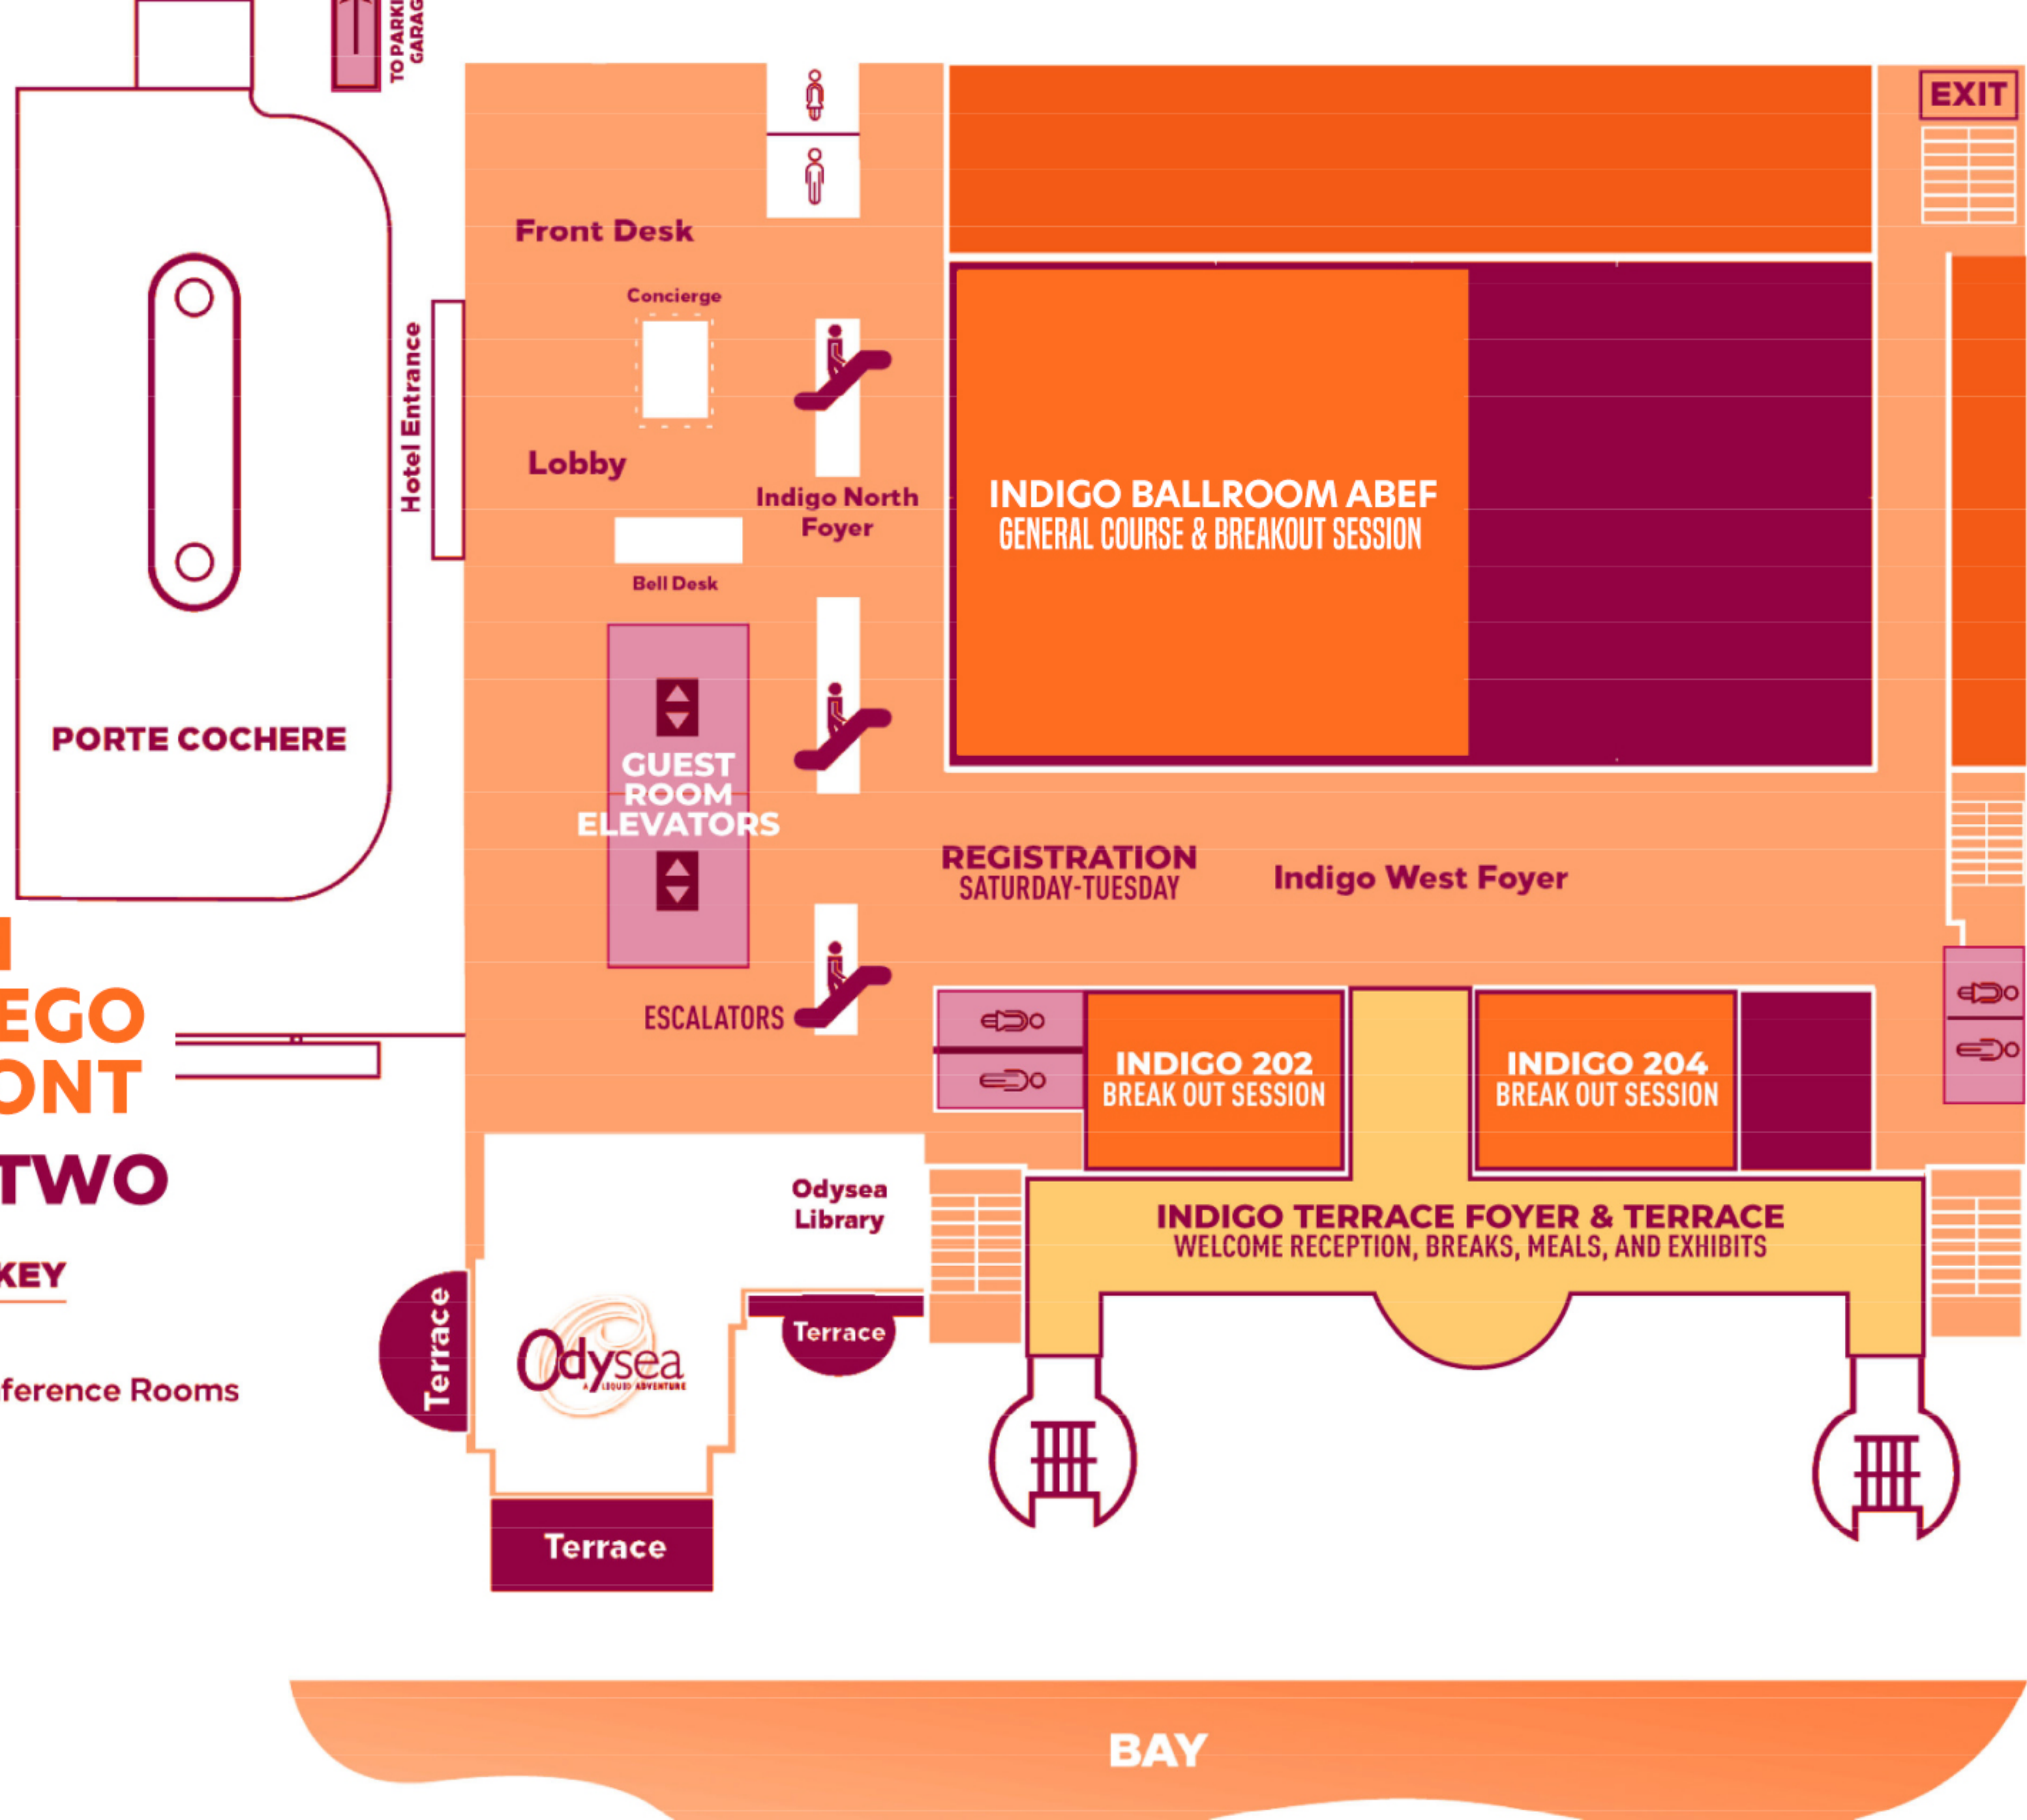 TO PARKI
GARAG
EXIT
Front Desk
Concierge
Hotel Entrance
Lobby
Indigo North
Foyer
INDIGO BALLROOM ABEF
GENERAL COURSE & BREAKOUT SESSION
Bell Desk
PORTE COCHERE
GUEST
ROOM
ELEVATORS
REGISTRATION
SATURDAY-TUESDAY
Indigo West Foyer
ESCALATORS
EGO
ONT
TWO
KEY
ference Rooms
INDIGO 202
BREAK OUT SESSION
INDIGO 204
BREAK OUT SESSION
Odysea
Library
INDIGO TERRACE FOYER & TERRACE
WELCOME RECEPTION, BREAKS, MEALS, AND EXHIBITS
Terrace
Odysea
A LIQUID ADVENTURE
Terrace
Terrace
BAY